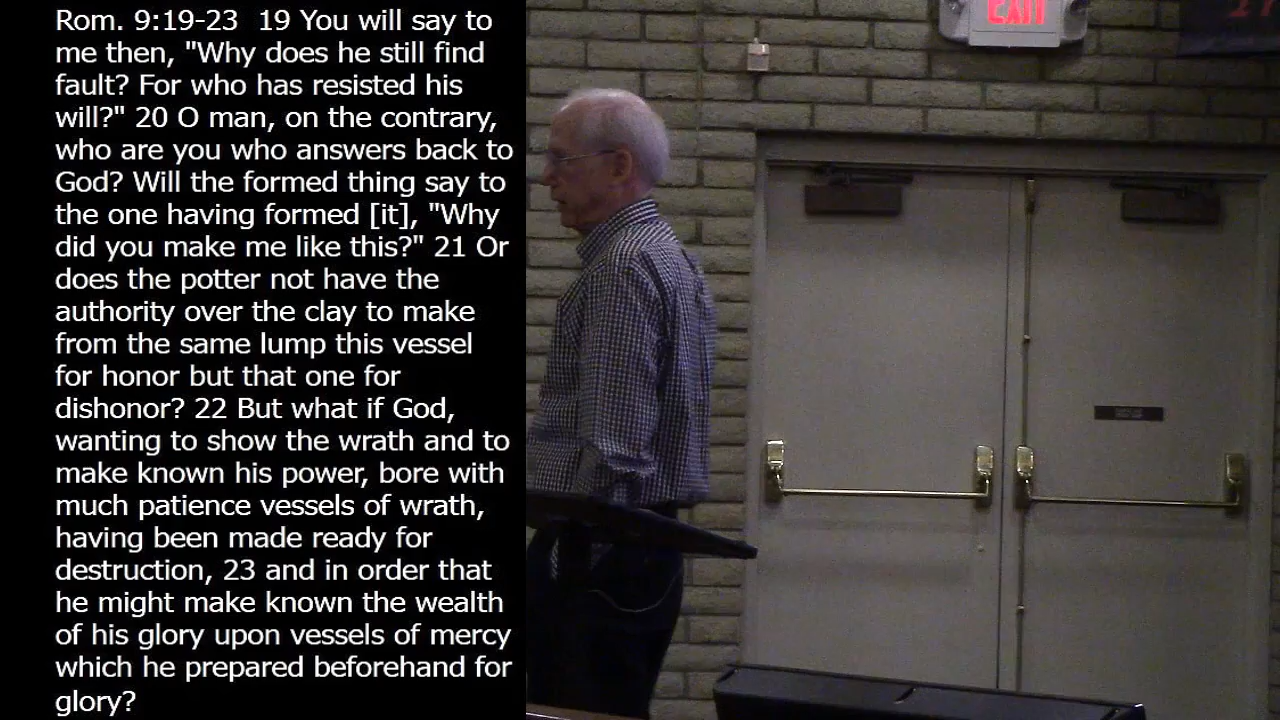 Rom. 9:19-23  19 You will say to
me then, "Why does he still find
fault? For who has resisted his
will?" 20 O man, on the contrary,
who are you who answers back to
God? Will the formed thing say to
the one having formed [it], "Why
did you make me like this?" 21 Or
does the potter not have the
authority over the clay to make
from the same lump this vessel
for honor but that one for
dishonor? 22 But what if God,
wanting to show the wrath and to
make known his power, bore with
much patience vessels of wrath,
having been made ready for
destruction, 23 and in order that
he might make known the wealth
of his glory upon vessels of mercy
which he prepared beforehand for
glory?
EXIT